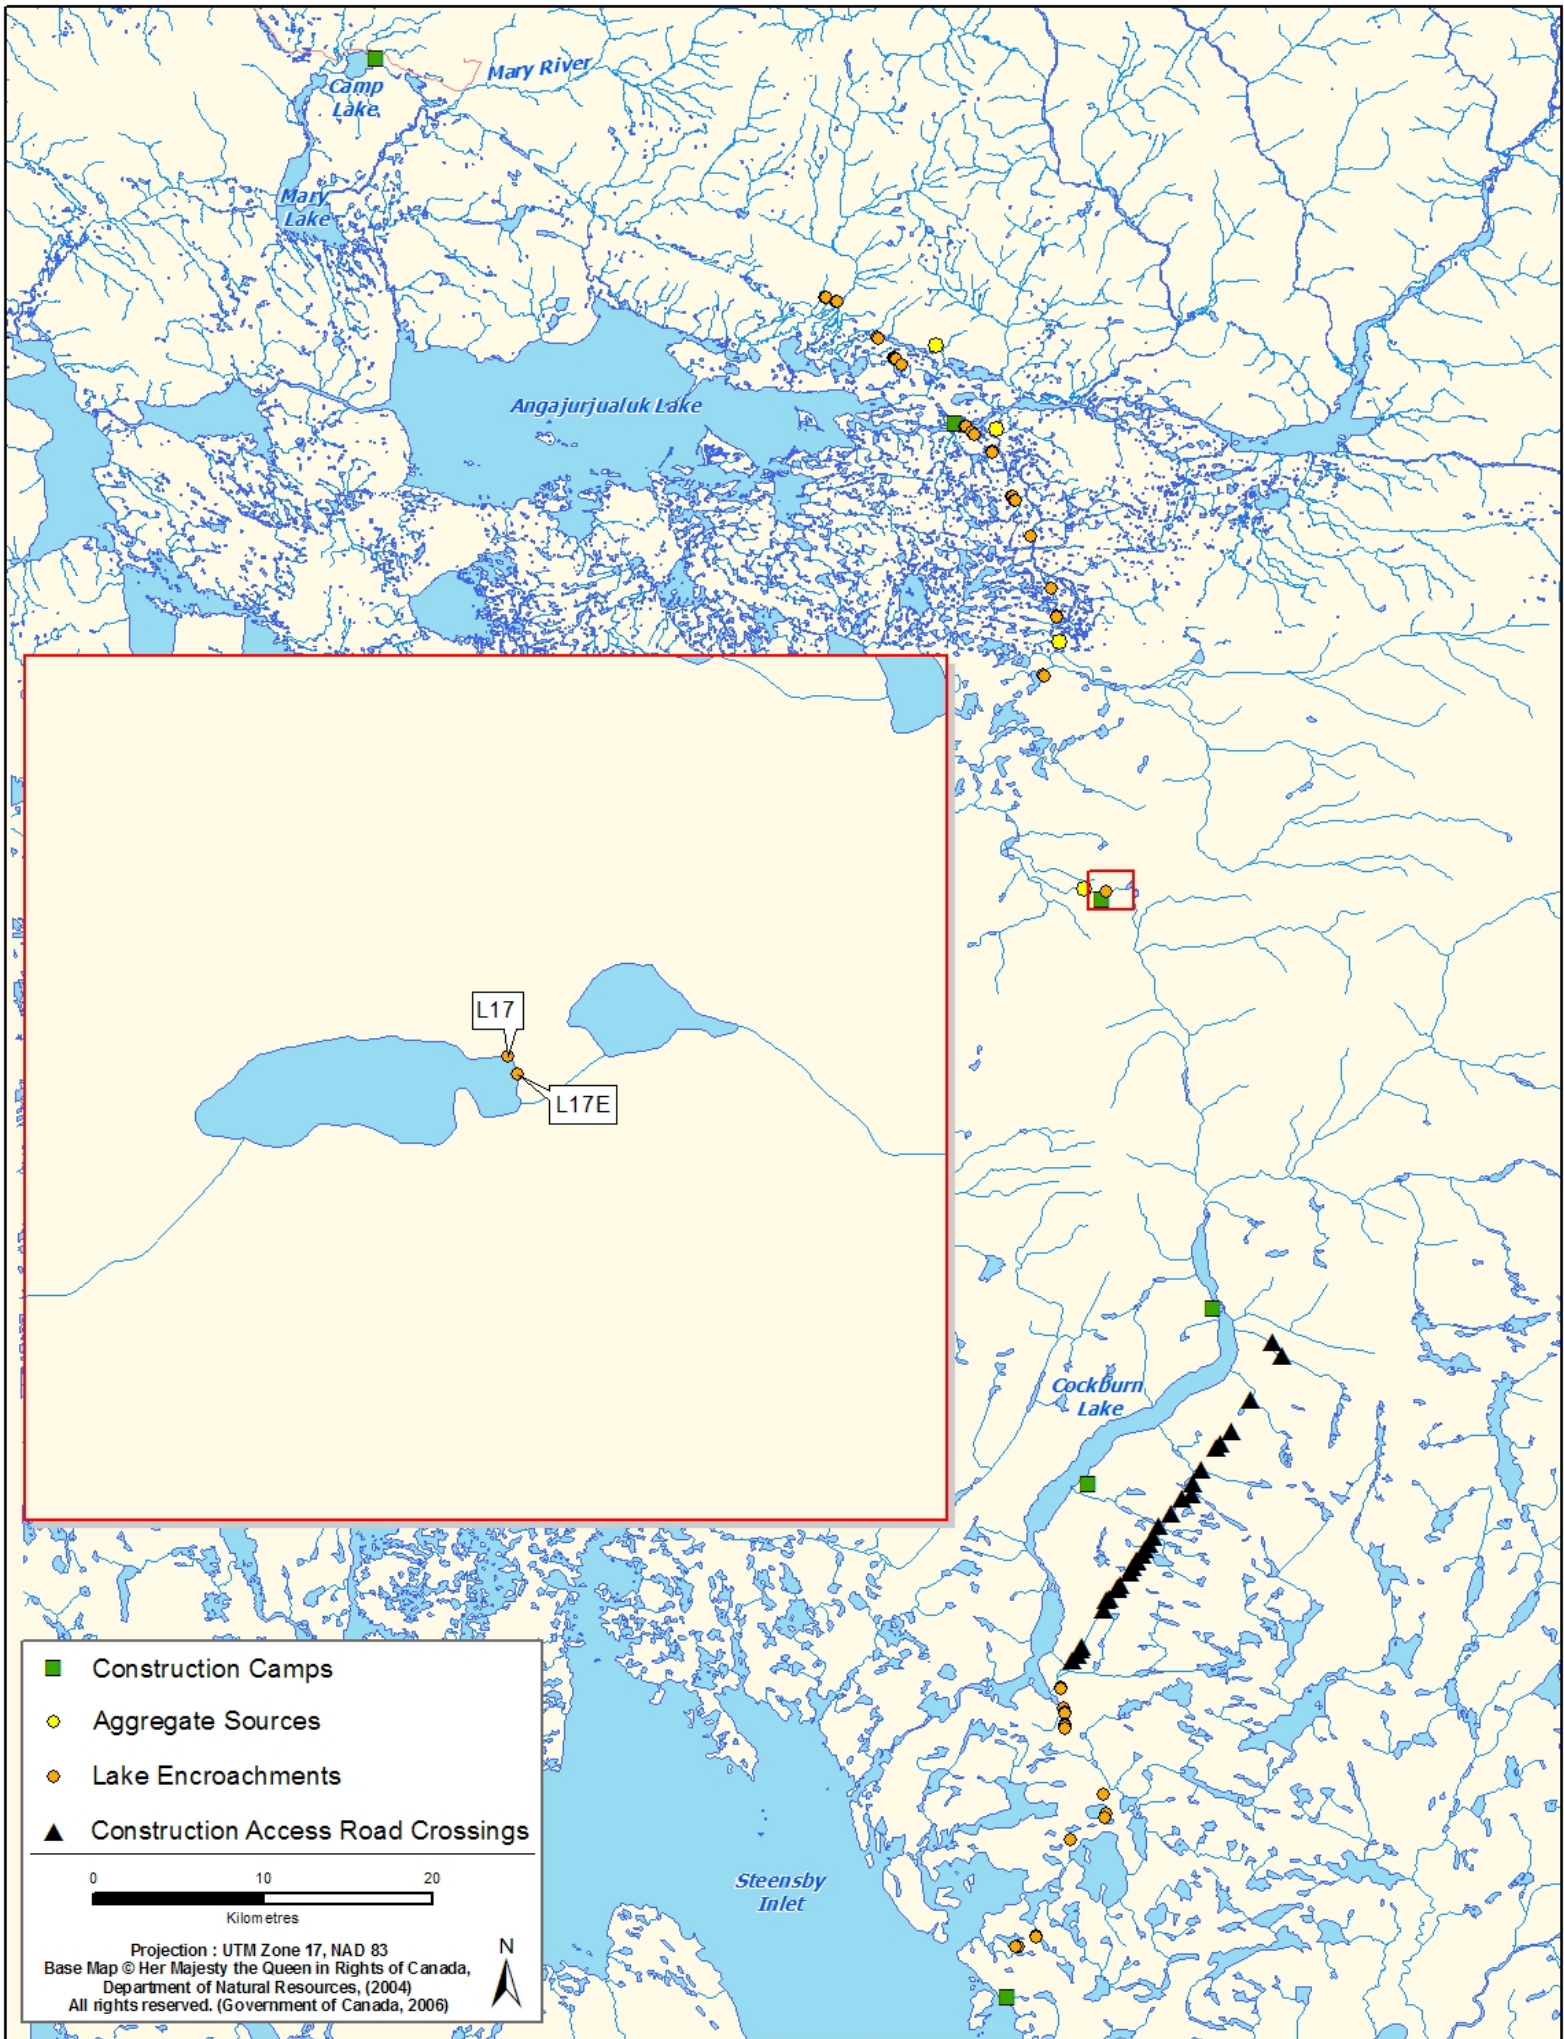 Mary River
Camp
Lake
Mary
Lake
Angajurjualuk Lake
L17
L17E
Cockburn
Lake
Construction Camps
Aggregate Sources
Lake Encroachments
Construction Access Road Crossings
0 10 20
Kilometres
Projection : UTM Zone 17, NAD 83
Base Map © Her Majesty the Queen in Rights of Canada,
Department of Natural Resources, (2004)
All rights reserved. (Government of Canada, 2006)
N
Steensby
Inlet